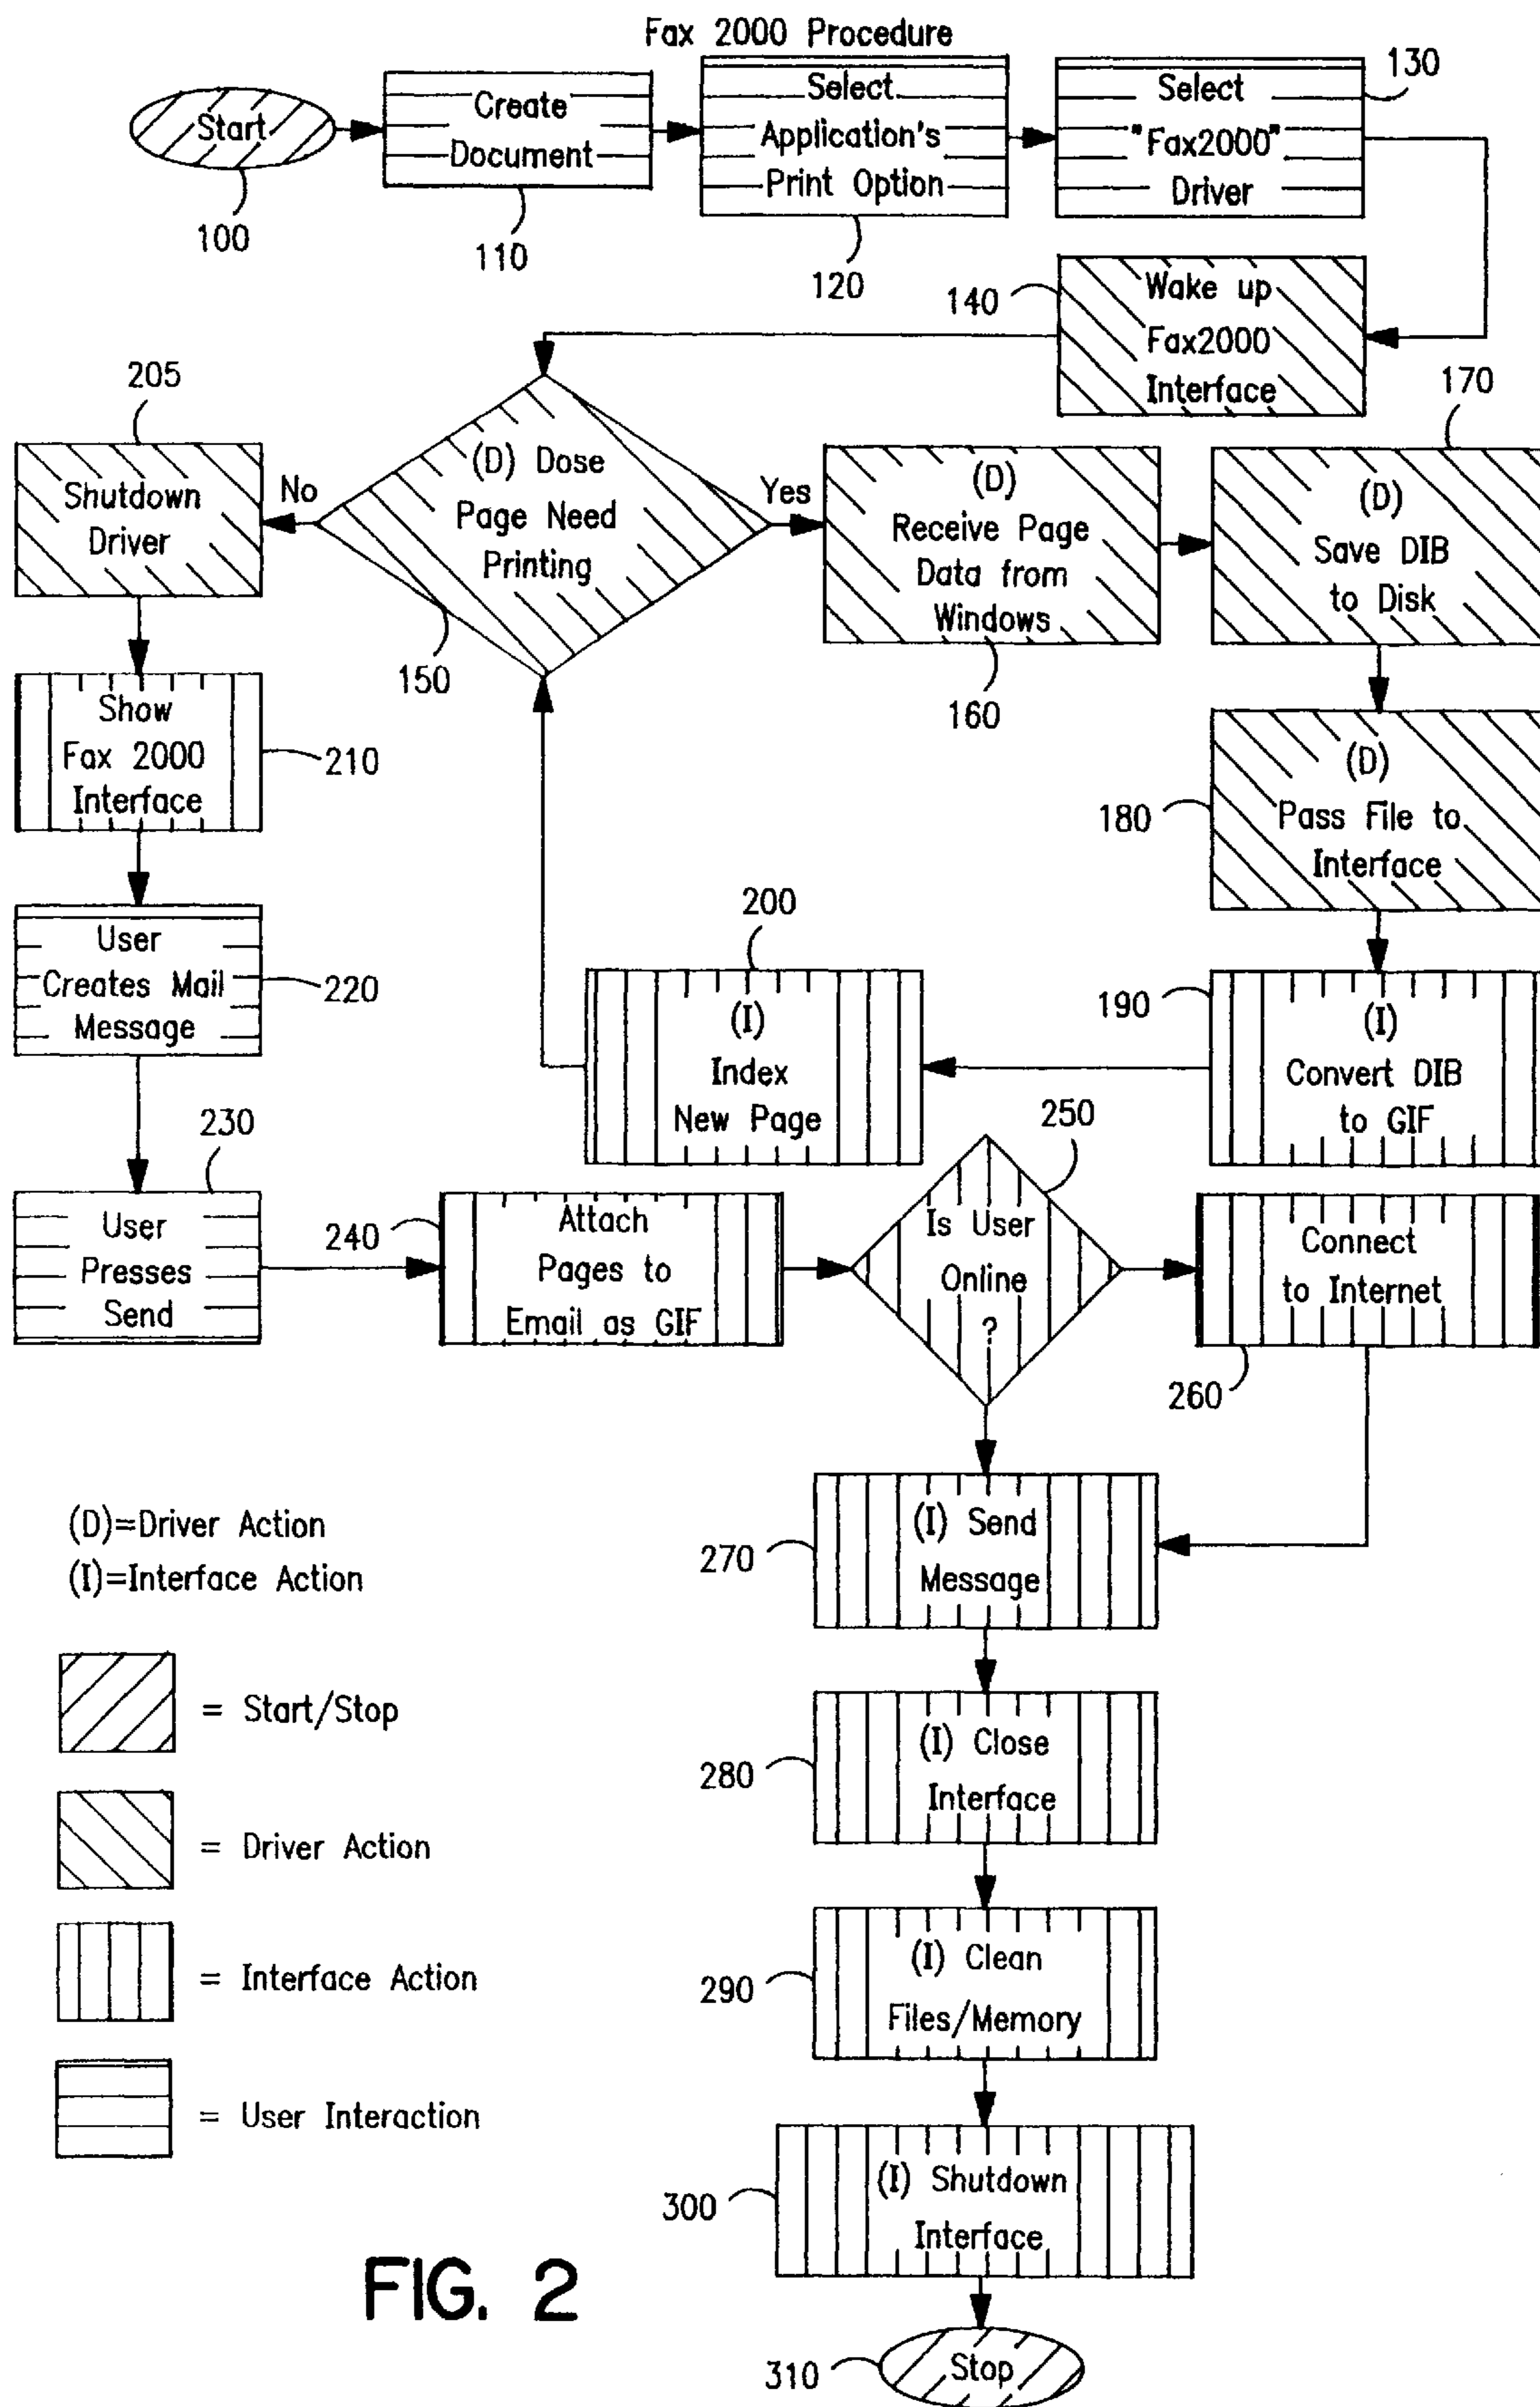 Fax 2000 Procedure
Start
100
Create
Document
110
Select
Application's
Print Option
120
Select
"Fax2000"
Driver
130
Wake up
Fax2000
Interface
140
(D) Dose
Page Need
Printing
150
Yes
No
(D)
Receive Page
Data from
Windows
160
(D)
Save DIB
to Disk
170
(D)
Pass File to
Interface
180
(I)
Convert DIB
to GIF
190
(I)
Index
New Page
200
Shutdown
Driver
205
Show
Fax 2000
Interface
210
User
Creates Mail
Message
220
User
Presses
Send
230
Attach
Pages to
Email as GIF
240
Is User
Online
?
250
Connect
to Internet
260
(I) Send
Message
270
(I) Close
Interface
280
(I) Clean
Files/Memory
290
(I) Shutdown
Interface
300
Stop
310
(D)=Driver Action
(I)=Interface Action
= Start/Stop
= Driver Action
= Interface Action
= User Interaction
FIG. 2